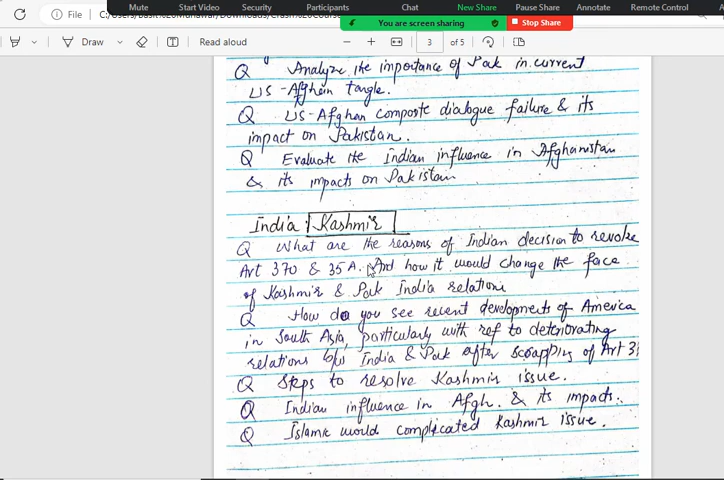 Mute Start Video Security Participants Chat New Share Pause Share Annotate Remote Control
You are screen sharing Stop Share
File
Draw Read aloud 3 of 5
Q Analyze the importance of Pak in current
US-Afghan tangle.
Q US-Afghan composte dialogue failure & its
impact on Pakistan.
Q Evaluate the Indian influence in Afghanistan
& its impacts on Pakistan
India Kashmir
Q What are the reasons of Indian decision to revoke
Art 370 & 35A. And how it would change the face
of Kashmir & Pak India relations
Q How do you see recent developments of America
in South Asia, particularly with ref to deteriorating
relations b/w India & Pak after scrapping of Art 3
Q Steps to resolve Kashmir issue.
Q Indian influence in Afgh. & its impacts.
Q Islamic world complicated Kashmir issue.